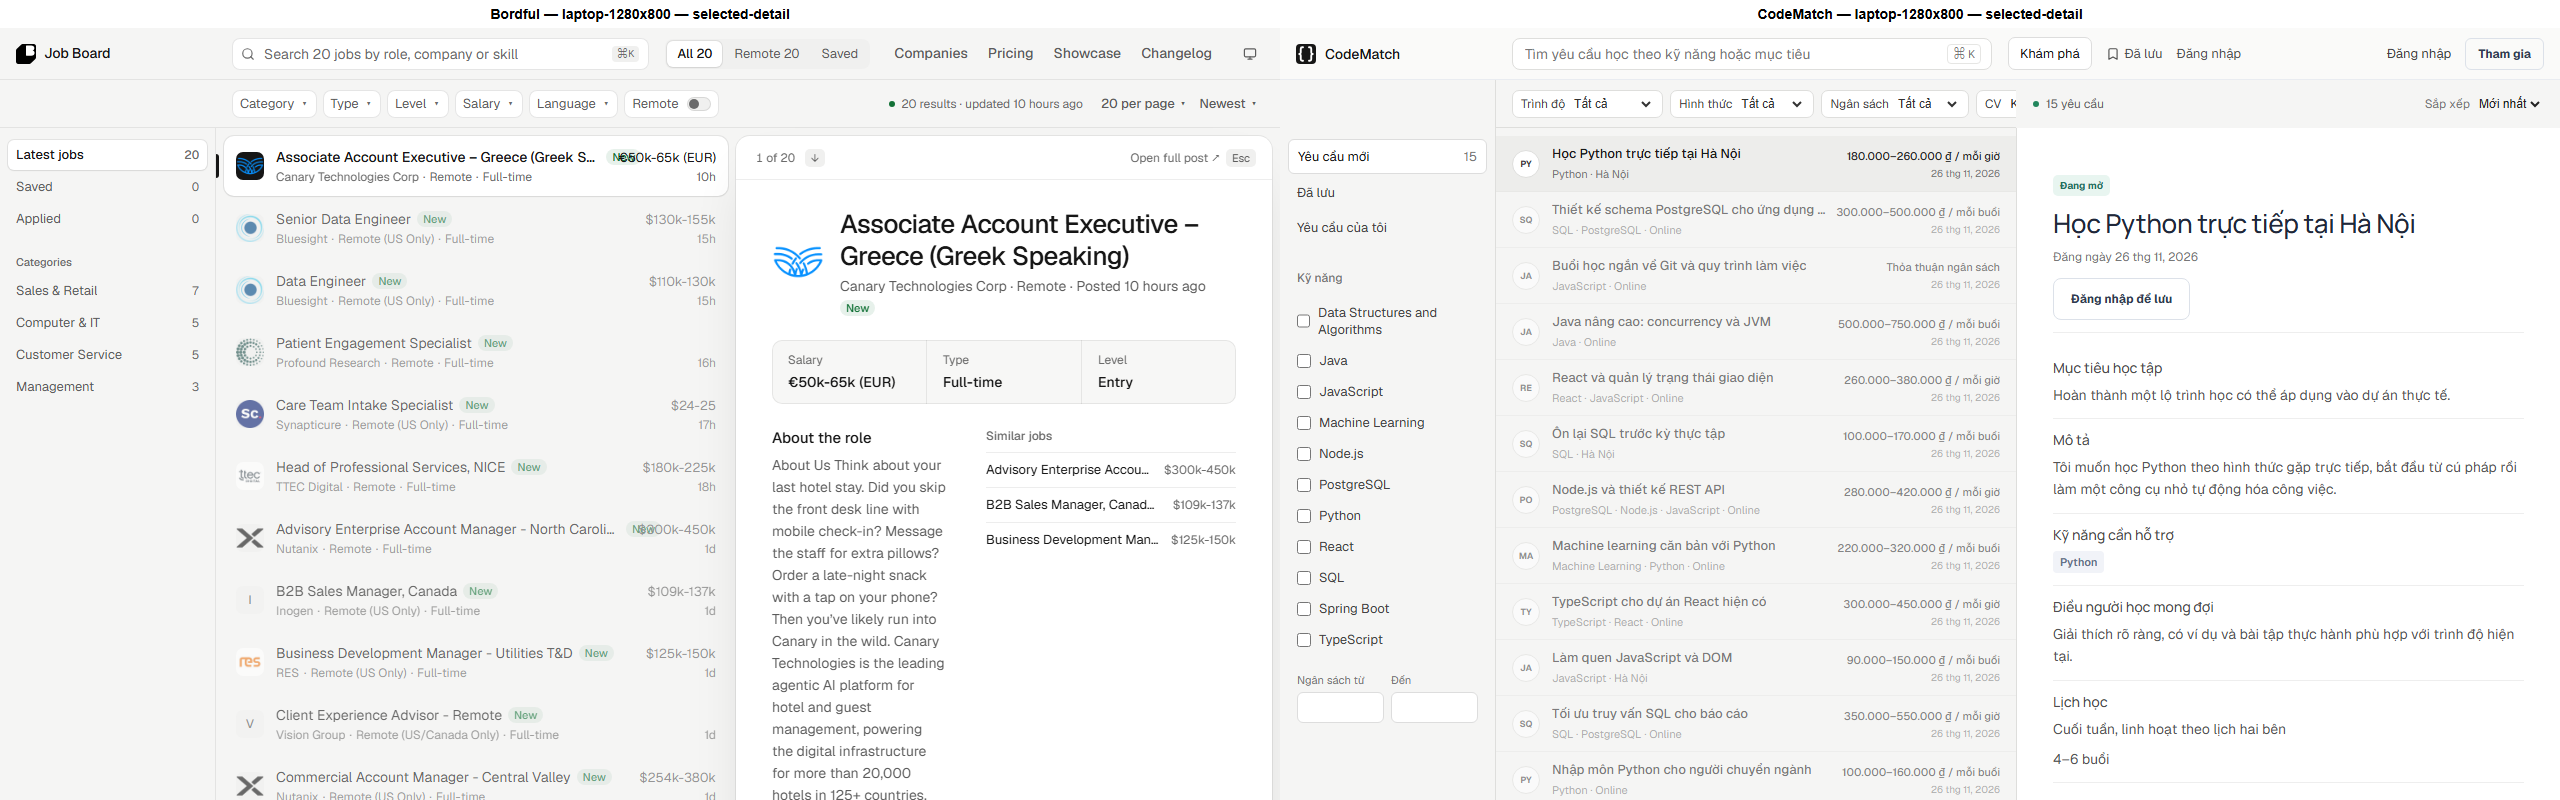 Bordful — laptop-1280x800 — selected-detail
Job Board
Search 20 jobs by role, company or skill
⌘K
All 20
Remote 20
Saved
Companies
Pricing
Showcase
Changelog
Category
Type
Level
Salary
Language
Remote
20 results · updated 10 hours ago
20 per page
Newest
Latest jobs 20
Saved 0
Applied 0
Categories
Sales & Retail 7
Computer & IT 5
Customer Service 5
Management 3
Associate Account Executive – Greece (Greek S... New €50k-65k (EUR)
Canary Technologies Corp · Remote · Full-time 10h
Senior Data Engineer New $130k-155k
Bluesight · Remote (US Only) · Full-time 15h
Data Engineer New $110k-130k
Bluesight · Remote (US Only) · Full-time 15h
Patient Engagement Specialist New
Profound Research · Remote · Full-time 16h
Sc
Care Team Intake Specialist New $24-25
Synapticure · Remote (US Only) · Full-time 17h
ttec
Head of Professional Services, NICE New $180k-225k
TTEC Digital · Remote · Full-time 18h
Advisory Enterprise Account Manager - North Caroli... New $300k-450k
Nutanix · Remote · Full-time 1d
I
B2B Sales Manager, Canada New $109k-137k
Inogen · Remote (US Only) · Full-time 1d
res
Business Development Manager - Utilities T&D New $125k-150k
RES · Remote (US Only) · Full-time 1d
V
Client Experience Advisor - Remote New
Vision Group · Remote (US/Canada Only) · Full-time 1d
Commercial Account Manager - Central Valley New $254k-380k
Nutanix · Remote (US Only) · Full-time 1d
1 of 20 ↓
Open full post ↗ Esc
Associate Account Executive –
Greece (Greek Speaking)
Canary Technologies Corp · Remote · Posted 10 hours ago
New
Salary
€50k-65k (EUR)
Type
Full-time
Level
Entry
About the role
About Us Think about your
last hotel stay. Did you skip
the front desk line with
mobile check-in? Message
the staff for extra pillows?
Order a late-night snack
with a tap on your phone?
Then you've likely run into
Canary in the wild. Canary
Technologies is the leading
agentic AI platform for
hotel and guest
management, powering
the digital infrastructure
for more than 20,000
hotels in 125+ countries.
Similar jobs
Advisory Enterprise Accou... $300k-450k
B2B Sales Manager, Canad... $109k-137k
Business Development Man... $125k-150k
CodeMatch — laptop-1280x800 — selected-detail
CodeMatch
Tìm yêu cầu học theo kỹ năng hoặc mục tiêu
⌘ K
Khám phá
Đã lưu
Đăng nhập
Đăng nhập
Tham gia
Trình độ Tất cả
Hình thức Tất cả
Ngân sách Tất cả
CV
15 yêu cầu
Sắp xếp Mới nhất
Yêu cầu mới 15
Đã lưu
Yêu cầu của tôi
Kỹ năng
Data Structures and
Algorithms
Java
JavaScript
Machine Learning
Node.js
PostgreSQL
Python
React
SQL
Spring Boot
TypeScript
Ngân sách từ
Đến
PY
Học Python trực tiếp tại Hà Nội 180.000–260.000 ₫ / mỗi giờ
Python · Hà Nội 26 thg 11, 2026
SQ
Thiết kế schema PostgreSQL cho ứng dụng ... 300.000–500.000 ₫ / mỗi buổi
SQL · PostgreSQL · Online 26 thg 11, 2026
JA
Buổi học ngắn về Git và quy trình làm việc Thỏa thuận ngân sách
JavaScript · Online 26 thg 11, 2026
JA
Java nâng cao: concurrency và JVM 500.000–750.000 ₫ / mỗi buổi
Java · Online 26 thg 11, 2026
RE
React và quản lý trạng thái giao diện 260.000–380.000 ₫ / mỗi giờ
React · JavaScript · Online 26 thg 11, 2026
SQ
Ôn lại SQL trước kỳ thực tập 100.000–170.000 ₫ / mỗi buổi
SQL · Hà Nội 26 thg 11, 2026
PO
Node.js và thiết kế REST API 280.000–420.000 ₫ / mỗi giờ
PostgreSQL · Node.js · JavaScript · Online 26 thg 11, 2026
MA
Machine learning căn bản với Python 220.000–320.000 ₫ / mỗi giờ
Machine Learning · Python · Online 26 thg 11, 2026
TY
TypeScript cho dự án React hiện có 300.000–450.000 ₫ / mỗi giờ
TypeScript · React · Online 26 thg 11, 2026
JA
Làm quen JavaScript và DOM 90.000–150.000 ₫ / mỗi buổi
JavaScript · Hà Nội 26 thg 11, 2026
SQ
Tối ưu truy vấn SQL cho báo cáo 350.000–550.000 ₫ / mỗi giờ
SQL · PostgreSQL · Online 26 thg 11, 2026
PY
Nhập môn Python cho người chuyển ngành 100.000–160.000 ₫ / mỗi giờ
Python · Online 26 thg 11, 2026
Đang mở
Học Python trực tiếp tại Hà Nội
Đăng ngày 26 thg 11, 2026
Đăng nhập để lưu
Mục tiêu học tập
Hoàn thành một lộ trình học có thể áp dụng vào dự án thực tế.
Mô tả
Tôi muốn học Python theo hình thức gặp trực tiếp, bắt đầu từ cú pháp rồi
làm một công cụ nhỏ tự động hóa công việc.
Kỹ năng cần hỗ trợ
Python
Điều người học mong đợi
Giải thích rõ ràng, có ví dụ và bài tập thực hành phù hợp với trình độ hiện
tại.
Lịch học
Cuối tuần, linh hoạt theo lịch hai bên
4–6 buổi